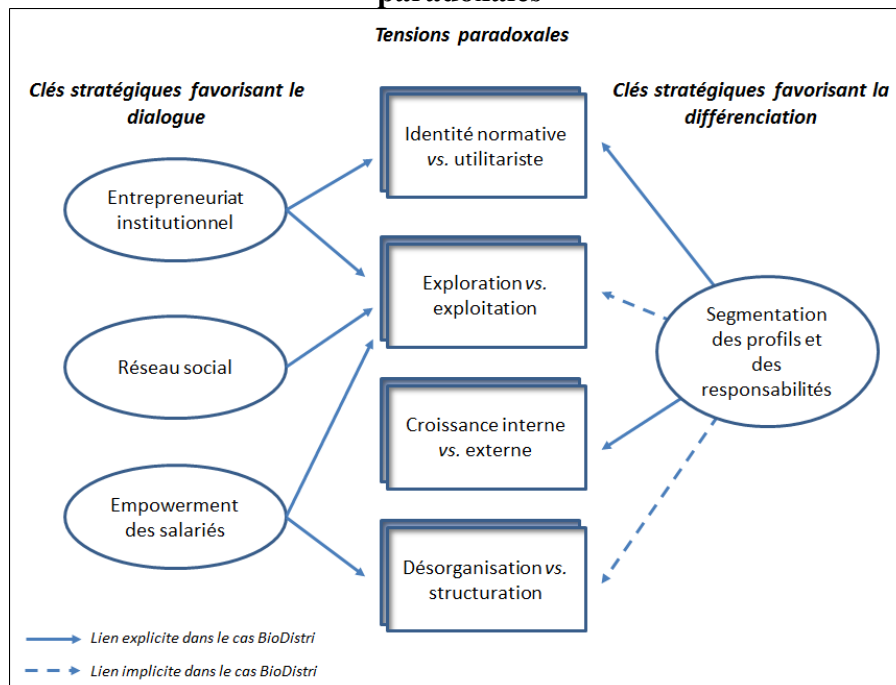 paradoxales
Tensions paradoxales
Clés stratégiques favorisant le
dialogue
Clés stratégiques favorisant la
différenciation
Identité normative
vs. utilitariste
Entrepreneuriat
institutionnel
Exploration vs.
exploitation
Segmentation
des profils et
des
responsabilités
Réseau social
Croissance interne
vs. externe
Empowerment
des salariés
Désorganisation vs.
structuration
Lien explicite dans le cas BioDistri
Lien implicite dans le cas BioDistri